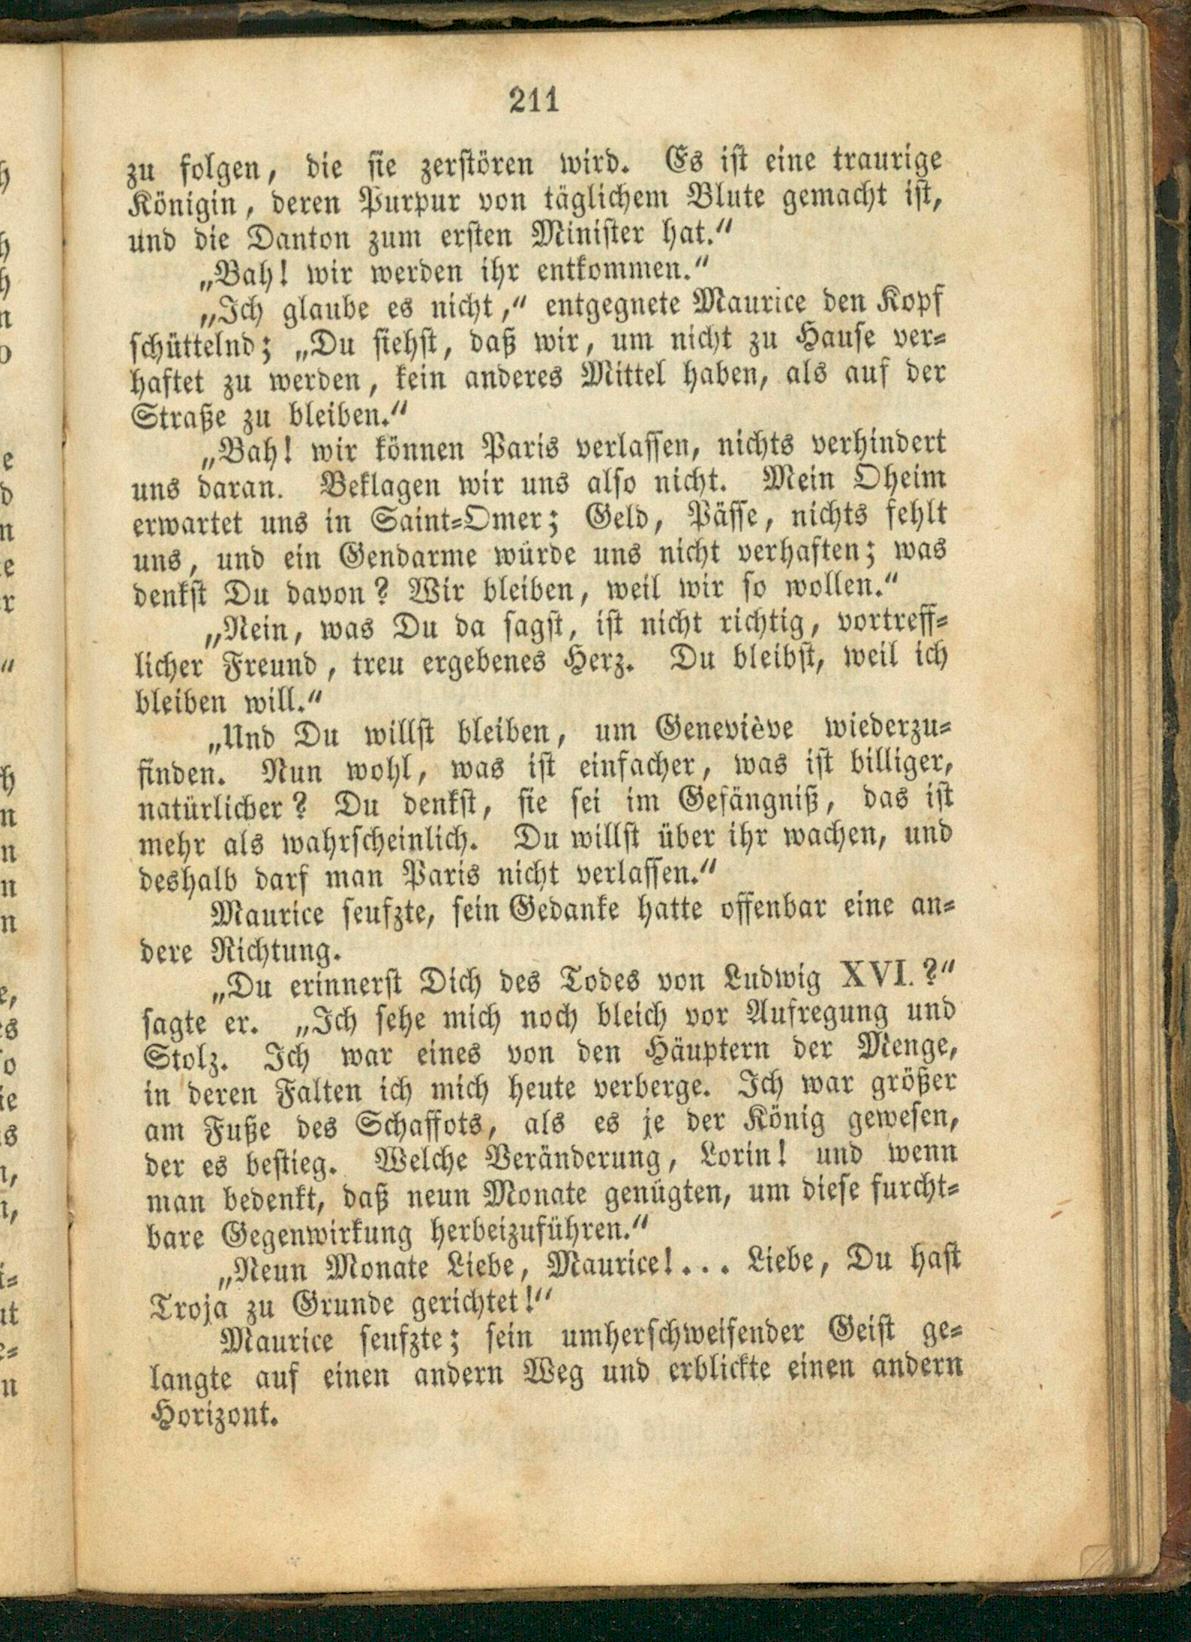 211
zu folgen, die sie zerstören wird. Es ist eine traurige
Königin, deren Purpur von täglichem Blute gemacht ist,
und die Danton zum ersten Minister hat.“
„Bah! wir werden ihr entkommen.“
„Ich glaube es nicht,“ entgegnete Maurice den Kopf
schüttelnd; „Du siehst, daß wir, um nicht zu Hause ver-
haftet zu werden, kein anderes Mittel haben, als auf der
Straße zu bleiben.“
„Bah! wir können Paris verlassen, nichts verhindert
uns daran. Beklagen wir uns also nicht. Mein Oheim
erwartet uns in Saint-Omer; Geld, Pässe, nichts fehlt
uns, und ein Gendarme würde uns nicht verhaften; was
denkst Du davon? Wir bleiben, weil wir so wollen.“
„Nein, was Du da sagst, ist nicht richtig, vortreff-
licher Freund, treu ergebenes Herz. Du bleibst, weil ich
bleiben will.“
„Und Du willst bleiben, um Geneviève wiederzu-
finden. Nun wohl, was ist einfacher, was ist billiger,
natürlicher? Du denkst, sie sei im Gefängniß, das ist
mehr als wahrscheinlich. Du willst über ihr wachen, und
deshalb darf man Paris nicht verlassen.“
Maurice seufzte, sein Gedanke hatte offenbar eine an-
dere Richtung.
„Du erinnerst Dich des Todes von Ludwig XVI.?“
sagte er. „Ich sehe mich noch bleich vor Aufregung und
Stolz. Ich war eines von den Häuptern der Menge,
in deren Falten ich mich heute verberge. Ich war größer
am Fuße des Schaffots, als es je der König gewesen,
der es bestieg. Welche Veränderung, Lorin! und wenn
man bedenkt, daß neun Monate genügten, um diese furcht-
bare Gegenwirkung herbeizuführen.“
„Neun Monate Liebe, Maurice!... Liebe, Du hast
Troja zu Grunde gerichtet!“
Maurice seufzte; sein umherschweifender Geist ge-
langte auf einen andern Weg und erblickte einen andern
Horizont.